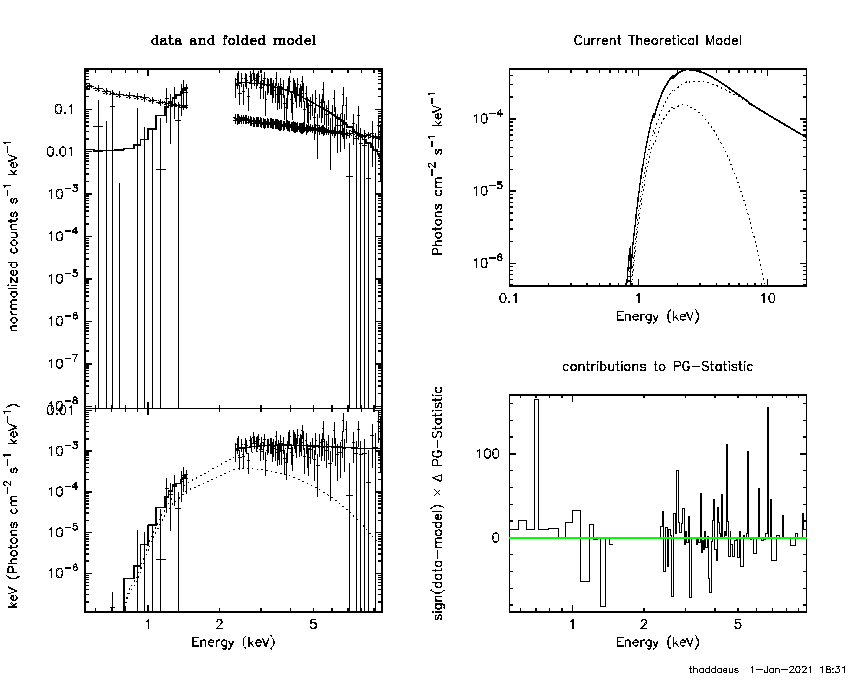 data and folded model
normalized counts s⁻¹ keV⁻¹
0.1
0.01
10⁻³
10⁻⁴
10⁻⁵
10⁻⁶
10⁻⁷
10⁻⁸
keV (Photons cm⁻² s⁻¹ keV⁻¹)
0.01
10⁻³
10⁻⁴
10⁻⁵
10⁻⁶
1 2 5
Energy (keV)
Current Theoretical Model
Photons cm⁻² s⁻¹ keV⁻¹
10⁻⁴
10⁻⁵
10⁻⁶
0.1 1 10
Energy (keV)
contributions to PG-Statistic
sign(data-model) × Δ PG-Statistic
100
0
1 2 5
Energy (keV)
thaddaeus 1-Jan-2021 18:31